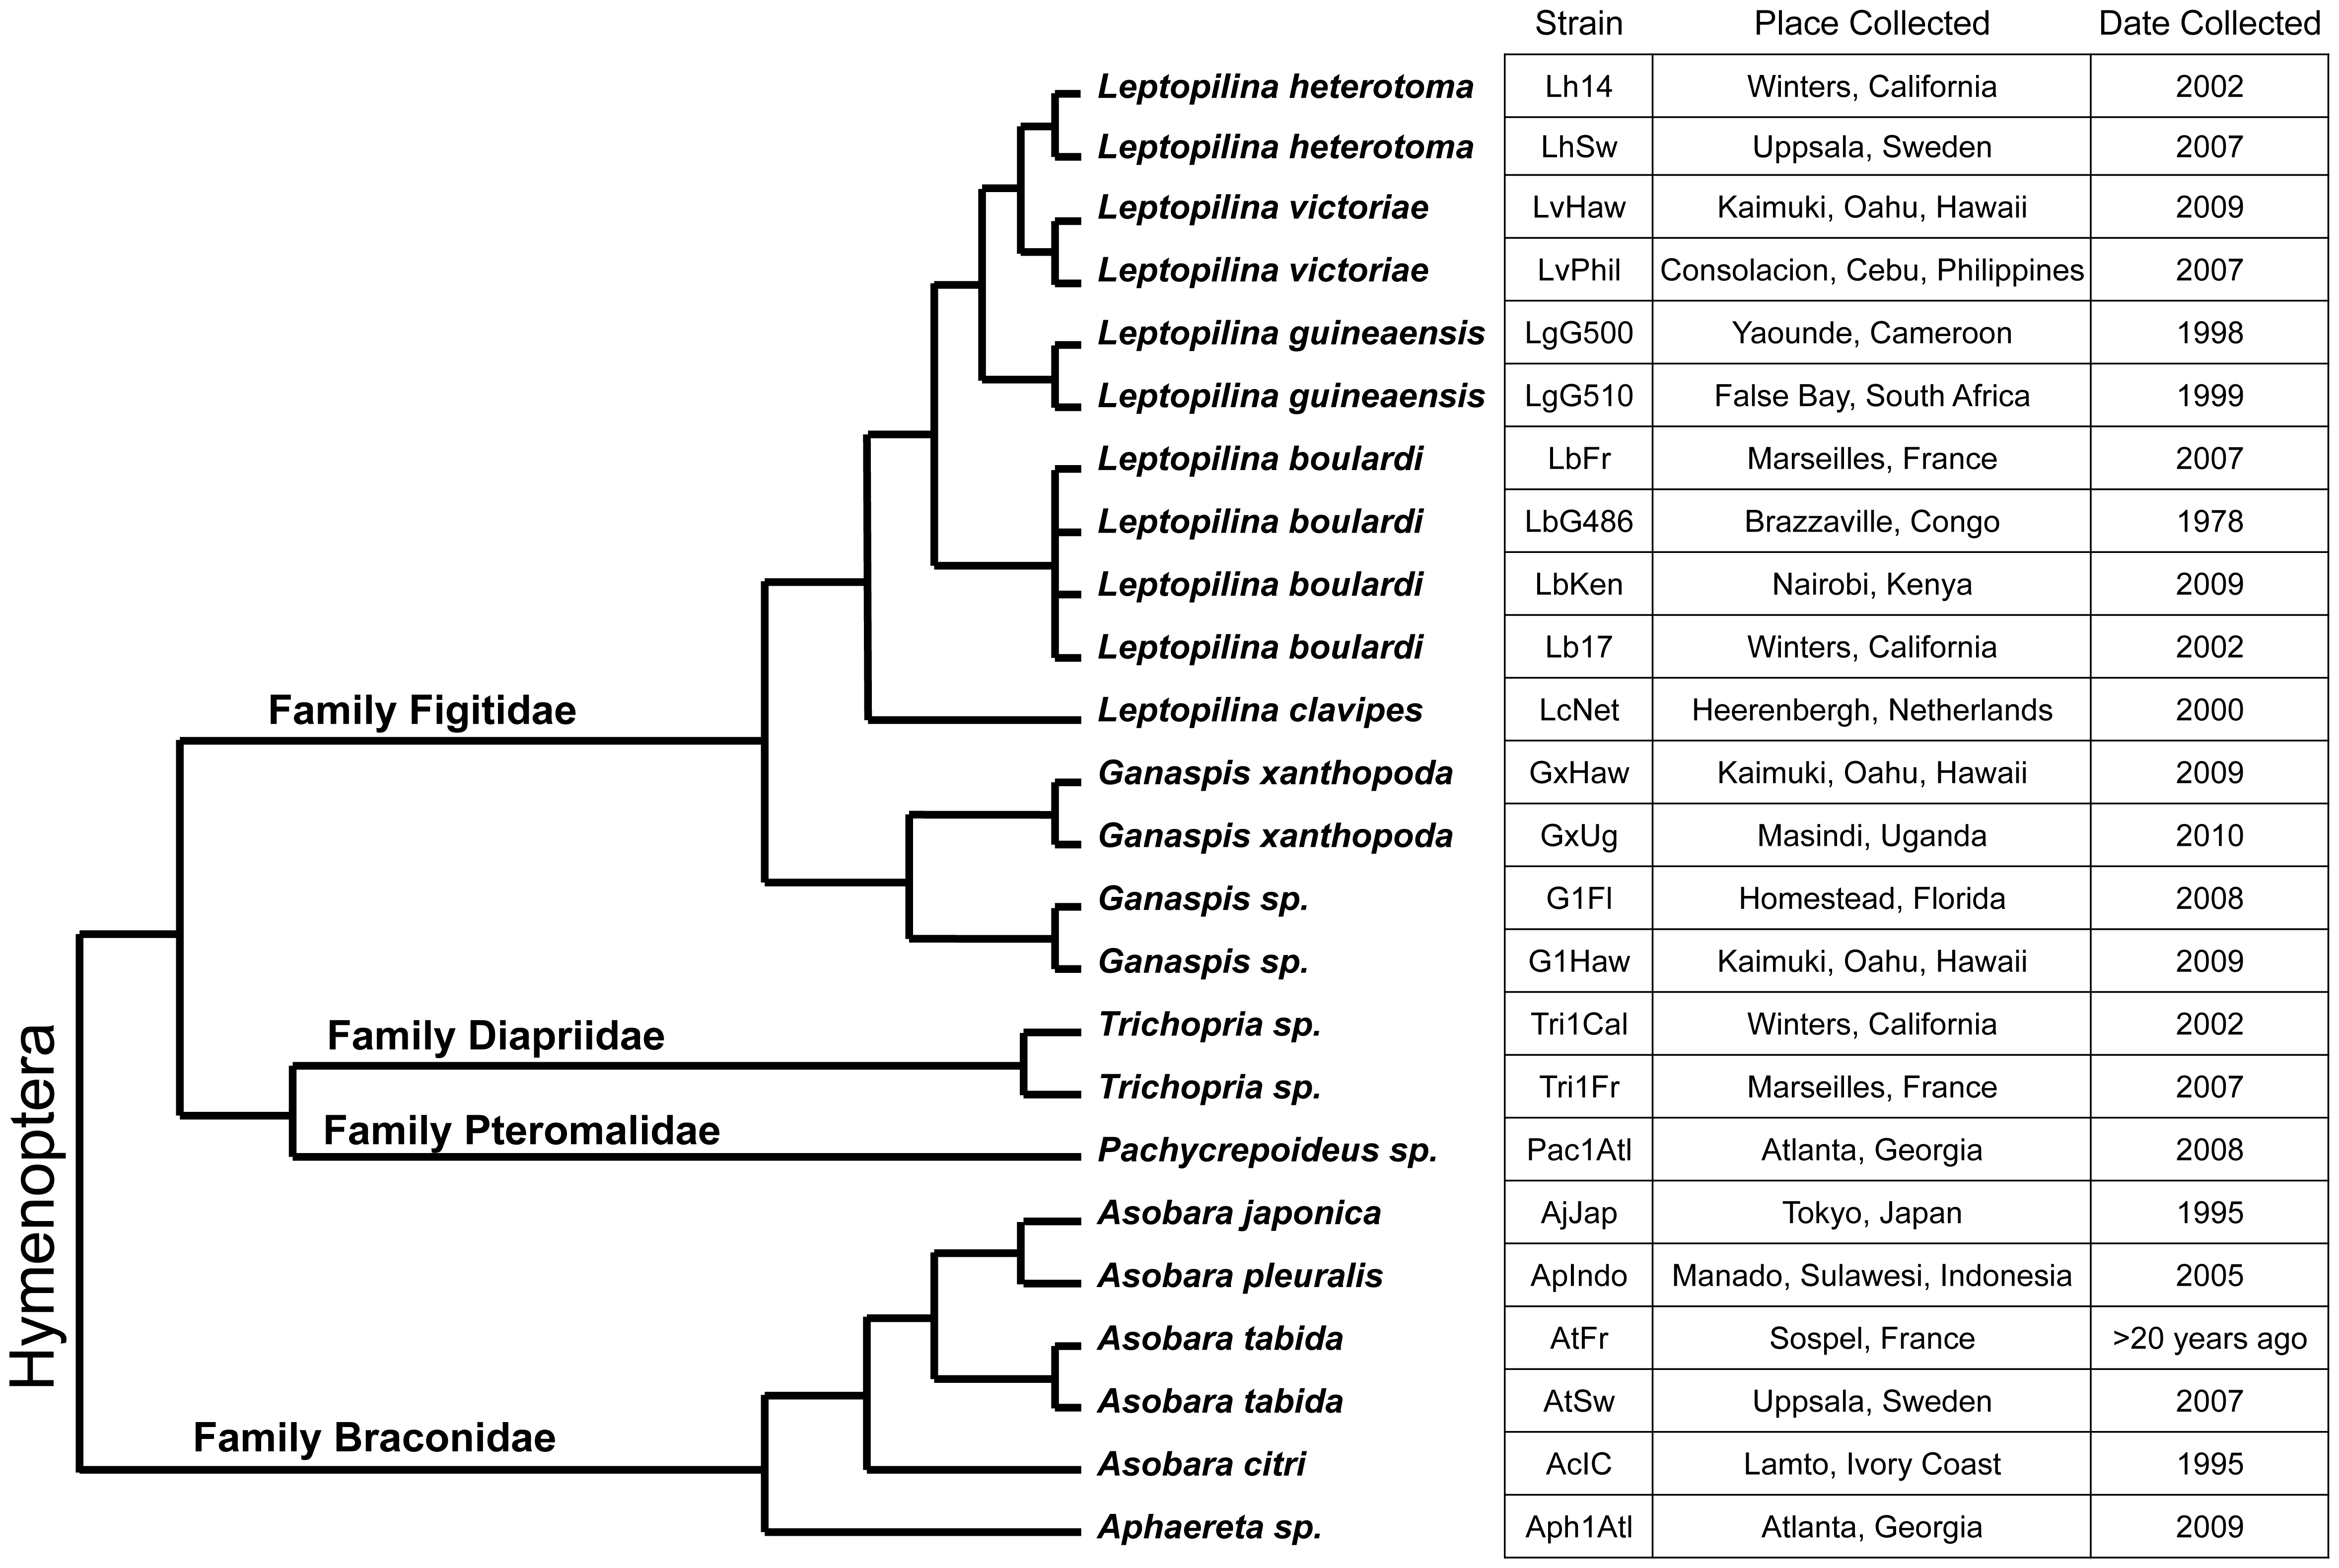 Strain Place Collected Date Collected
Leptopilina heterotoma Lh14 Winters, California 2002
Leptopilina heterotoma LhSw Uppsala, Sweden 2007
Leptopilina victoriae LvHaw Kaimuki, Oahu, Hawaii 2009
Leptopilina victoriae LvPhil Consolacion, Cebu, Philippines 2007
Leptopilina guineaensis LgG500 Yaounde, Cameroon 1998
Leptopilina guineaensis LgG510 False Bay, South Africa 1999
Leptopilina boulardi LbFr Marseilles, France 2007
Leptopilina boulardi LbG486 Brazzaville, Congo 1978
Leptopilina boulardi LbKen Nairobi, Kenya 2009
Leptopilina boulardi Lb17 Winters, California 2002
Family Figitidae Leptopilina clavipes LcNet Heerenbergh, Netherlands 2000
Ganaspis xanthopoda GxHaw Kaimuki, Oahu, Hawaii 2009
Ganaspis xanthopoda GxUg Masindi, Uganda 2010
Ganaspis sp. G1Fl Homestead, Florida 2008
Ganaspis sp. G1Haw Kaimuki, Oahu, Hawaii 2009
Trichopria sp. Tri1Cal Winters, California 2002
Family Diapriidae
Trichopria sp. Tri1Fr Marseilles, France 2007
Family Pteromalidae
Pachycrepoideus sp. Pac1Atl Atlanta, Georgia 2008
Hymenoptera
Asobara japonica AjJap Tokyo, Japan 1995
Asobara pleuralis ApIndo Manado, Sulawesi, Indonesia 2005
Asobara tabida AtFr Sospel, France >20 years ago
Asobara tabida AtSw Uppsala, Sweden 2007
Family Braconidae
Asobara citri AcIC Lamto, Ivory Coast 1995
Aphaereta sp. Aph1Atl Atlanta, Georgia 2009